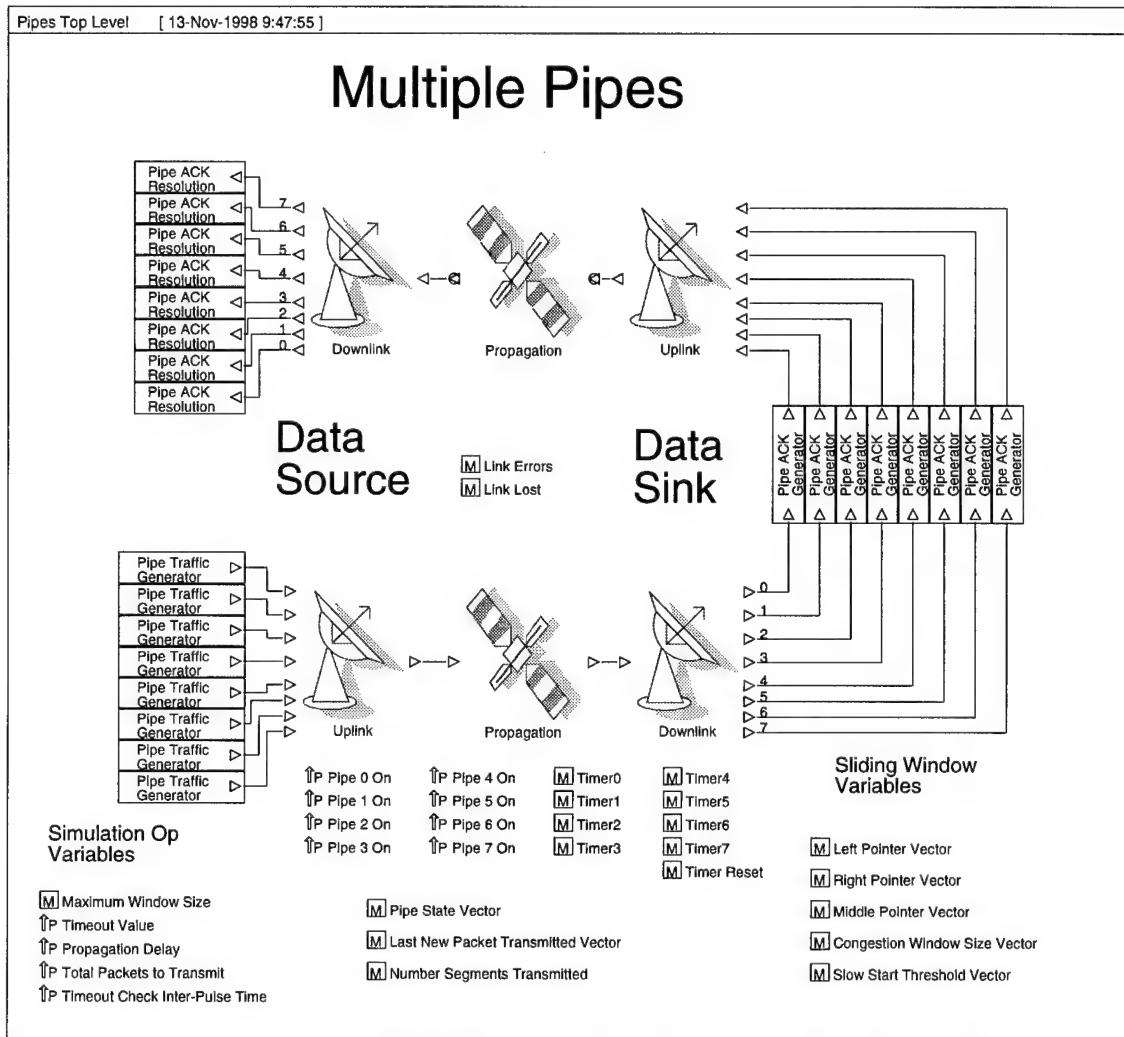 Pipes Top Level [ 13-Nov-1998 9:47:55 ]
Multiple Pipes
Pipe ACK
Resolution
Pipe ACK
Resolution
Pipe ACK
Resolution
Pipe ACK
Resolution
Pipe ACK
Resolution
Pipe ACK
Resolution
Pipe ACK
Resolution
Pipe ACK
Resolution
7
6
5
4
3
2
1
0
Downlink
Propagation
Uplink
Data
Source
M Link Errors
M Link Lost
Data
Sink
Pipe ACK
Generator
Pipe ACK
Generator
Pipe ACK
Generator
Pipe ACK
Generator
Pipe ACK
Generator
Pipe ACK
Generator
Pipe ACK
Generator
Pipe ACK
Generator
Pipe Traffic
Generator
Pipe Traffic
Generator
Pipe Traffic
Generator
Pipe Traffic
Generator
Pipe Traffic
Generator
Pipe Traffic
Generator
Pipe Traffic
Generator
Pipe Traffic
Generator
Uplink
Propagation
Downlink
0
1
2
3
4
5
6
7
⇑P Pipe 0 On
⇑P Pipe 1 On
⇑P Pipe 2 On
⇑P Pipe 3 On
⇑P Pipe 4 On
⇑P Pipe 5 On
⇑P Pipe 6 On
⇑P Pipe 7 On
M Timer0
M Timer1
M Timer2
M Timer3
M Timer4
M Timer5
M Timer6
M Timer7
M Timer Reset
Simulation Op
Variables
M Maximum Window Size
⇑P Timeout Value
⇑P Propagation Delay
⇑P Total Packets to Transmit
⇑P Timeout Check Inter-Pulse Time
M Pipe State Vector
M Last New Packet Transmitted Vector
M Number Segments Transmitted
Sliding Window
Variables
M Left Pointer Vector
M Right Pointer Vector
M Middle Pointer Vector
M Congestion Window Size Vector
M Slow Start Threshold Vector